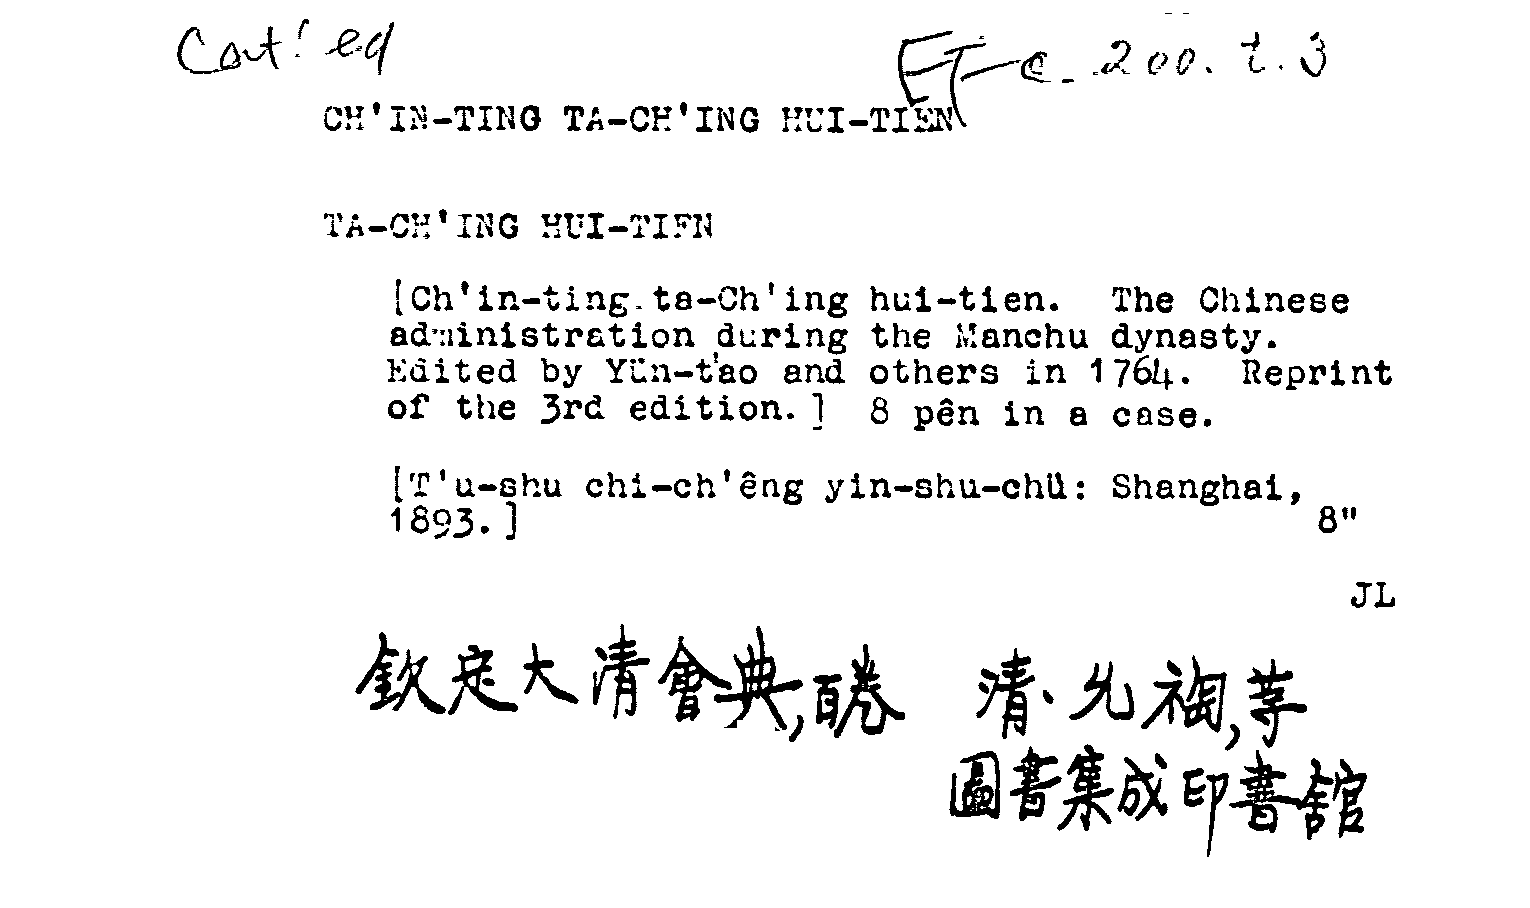 Cat'ed
ETc. 200. t. 3
CH'IN-TING TA-CH'ING HUI-TIEN
TA-CH'ING HUI-TIEN
[Ch'in-ting ta-Ch'ing hui-tien. The Chinese
administration during the Manchu dynasty.
Edited by Yün-t'ao and others in 1764. Reprint
of the 3rd edition.] 8 pên in a case.
[T'u-shu chi-ch'êng yin-shu-chü: Shanghai,
1893.] 8"
JL
欽定大清會典,百卷 清、允祹,等
圖書集成印書舘